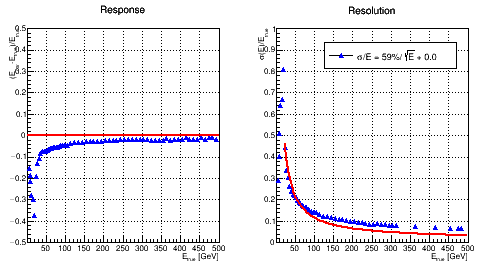 Response
(E_pre - E_true)/E_true
0.5
0.4
0.3
0.2
0.1
0
−0.1
−0.2
−0.3
−0.4
−0.5
50 100 150 200 250 300 350 400 450 500
E_true [GeV]
Resolution
σ(E)/E_true
1
0.9
0.8
0.7
0.6
0.5
0.4
0.3
0.2
0.1
0
σ/E = 59%/ √E + 0.0
50 100 150 200 250 300 350 400 450 500
E_true [GeV]